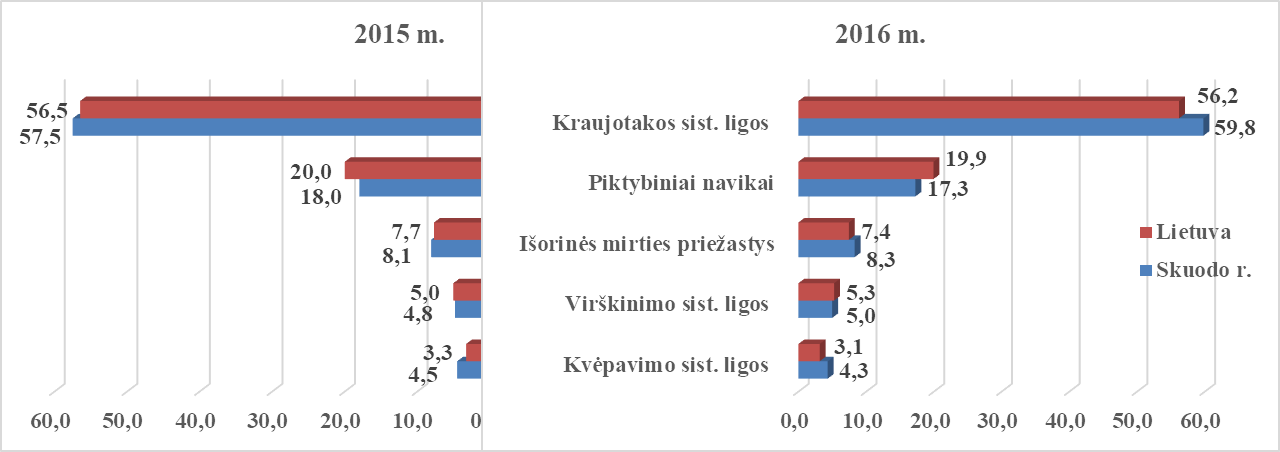 2015 m.
2016 m.
56,5
57,5
Kraujotakos sist. ligos
56,2
59,8
20,0
18,0
Piktybiniai navikai
19,9
17,3
7,7
8,1
Išorinės mirties priežastys
7,4
8,3
Lietuva
Skuodo r.
5,0
4,8
Virškinimo sist. ligos
5,3
5,0
3,3
4,5
Kvėpavimo sist. ligos
3,1
4,3
60,0 50,0 40,0 30,0 20,0 10,0 0
0,0 10,0 20,0 30,0 40,0 50,0 60,0